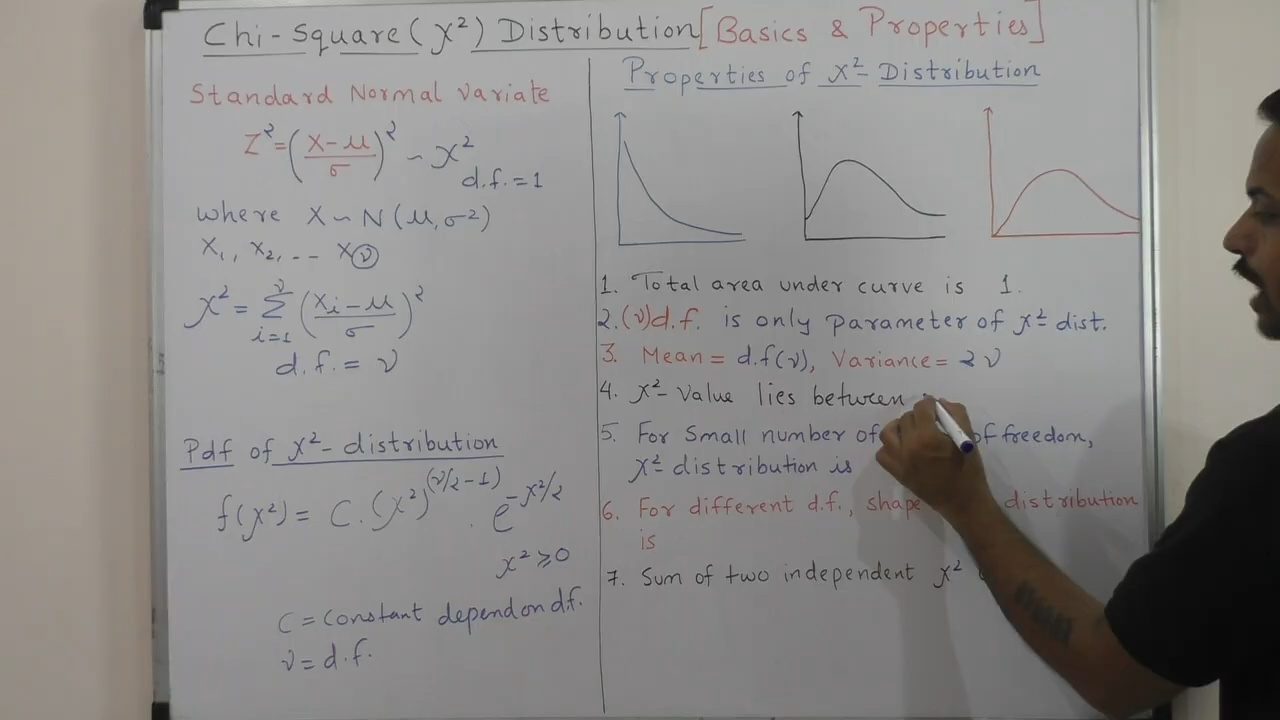 Chi-Square (χ²) Distribution [Basics & Properties]
Standard Normal Variate
Z² = (X-μ/σ)² ~ χ²
d.f. = 1
where X ~ N(μ, σ²)
X₁, X₂, .. - Xν
χ² = Σ i=1 ν (Xi-μ/σ)²
d.f. = ν
Pdf of χ²- distribution
f(χ²) = C. (χ²)^(ν/2 - 1) . e^-χ²/2
χ² ⩾ 0
C = Constant depend on d.f.
ν = d.f.
Properties of χ²- Distribution
1. Total area under curve is 1.
2. (ν) d.f. is only parameter of χ²- dist.
3. Mean = d.f(ν), Variance = 2ν
4. χ²- Value lies between
5. For Small number of of freedom,
χ²- distribution is
6. For different d.f., shape distribution
is
7. Sum of two independent χ²